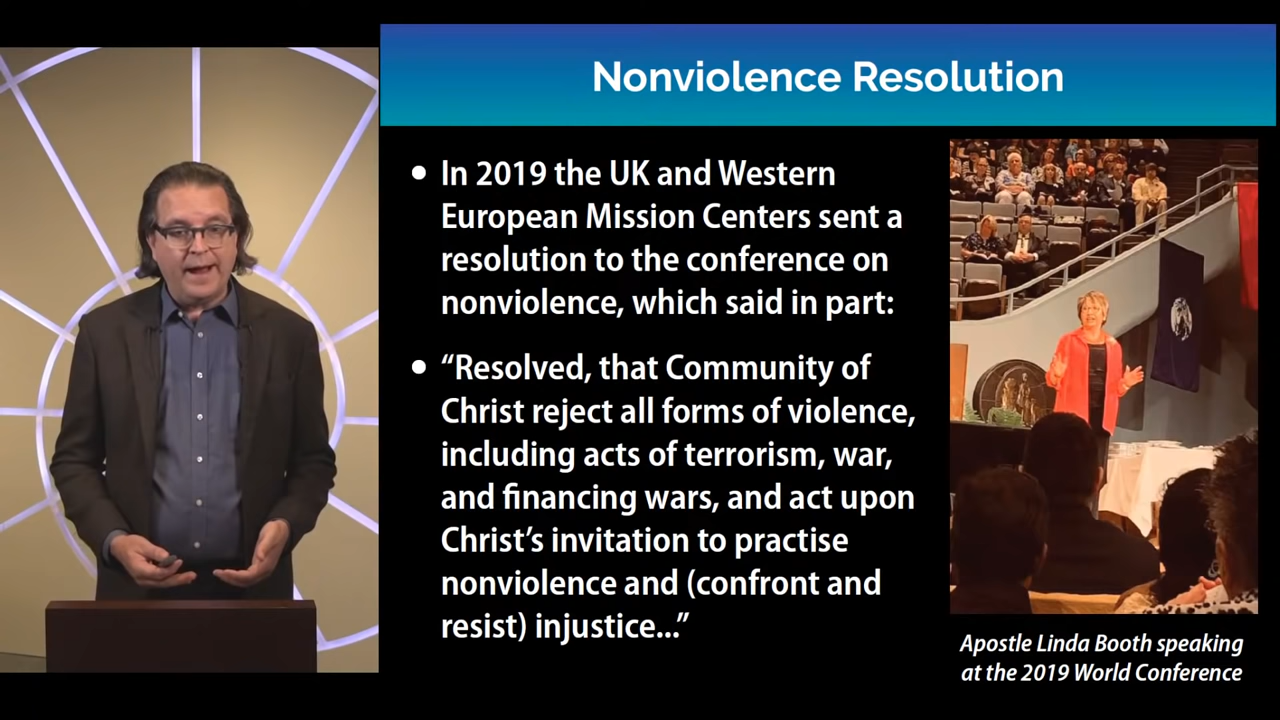 Nonviolence Resolution
• In 2019 the UK and Western
European Mission Centers sent a
resolution to the conference on
nonviolence, which said in part:
• “Resolved, that Community of
Christ reject all forms of violence,
including acts of terrorism, war,
and financing wars, and act upon
Christ’s invitation to practise
nonviolence and (confront and
resist) injustice...”
Apostle Linda Booth speaking
at the 2019 World Conference